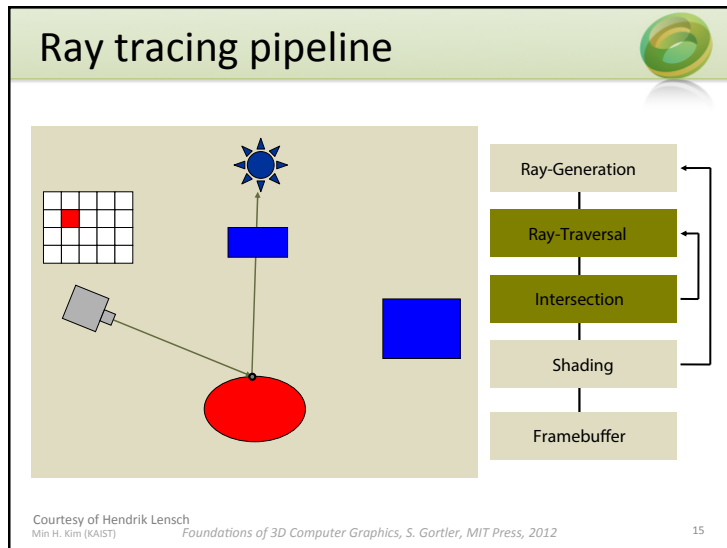 Ray tracing pipeline
Ray-Generation
Ray-Traversal
Intersection
Shading
Framebuffer
Courtesy of Hendrik Lensch
Min H. Kim (KAIST) Foundations of 3D Computer Graphics, S. Gortler, MIT Press, 2012 15